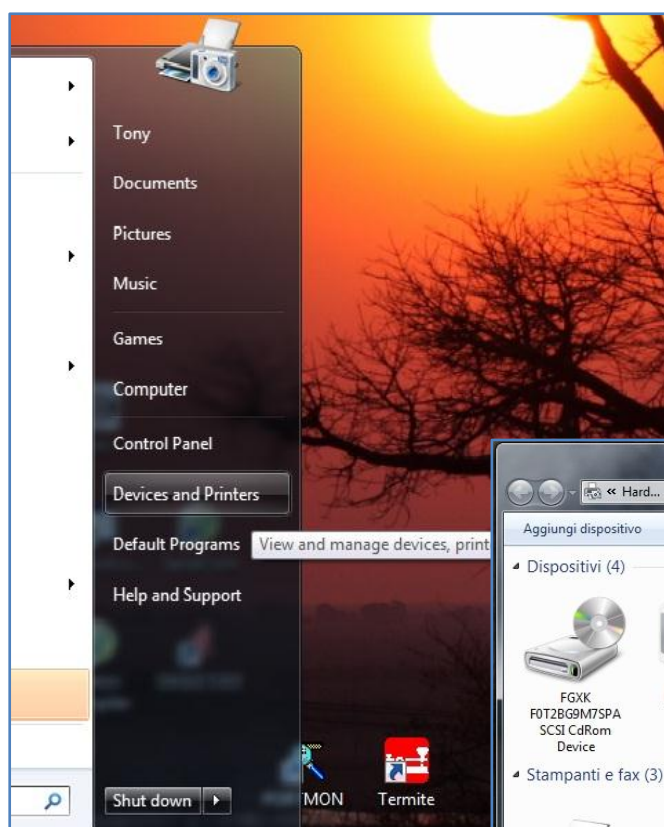 Tony
Documents
Pictures
Music
Games
Computer
Control Panel
Devices and Printers
Default Programs
View and manage devices, print
Help and Support
Shut down
MON
Termite
« Hard...
Aggiungi dispositivo
Dispositivi (4)
FGXK
F0T2BG9M7SPA
SCSI CdRom
Device
Stampanti e fax (3)